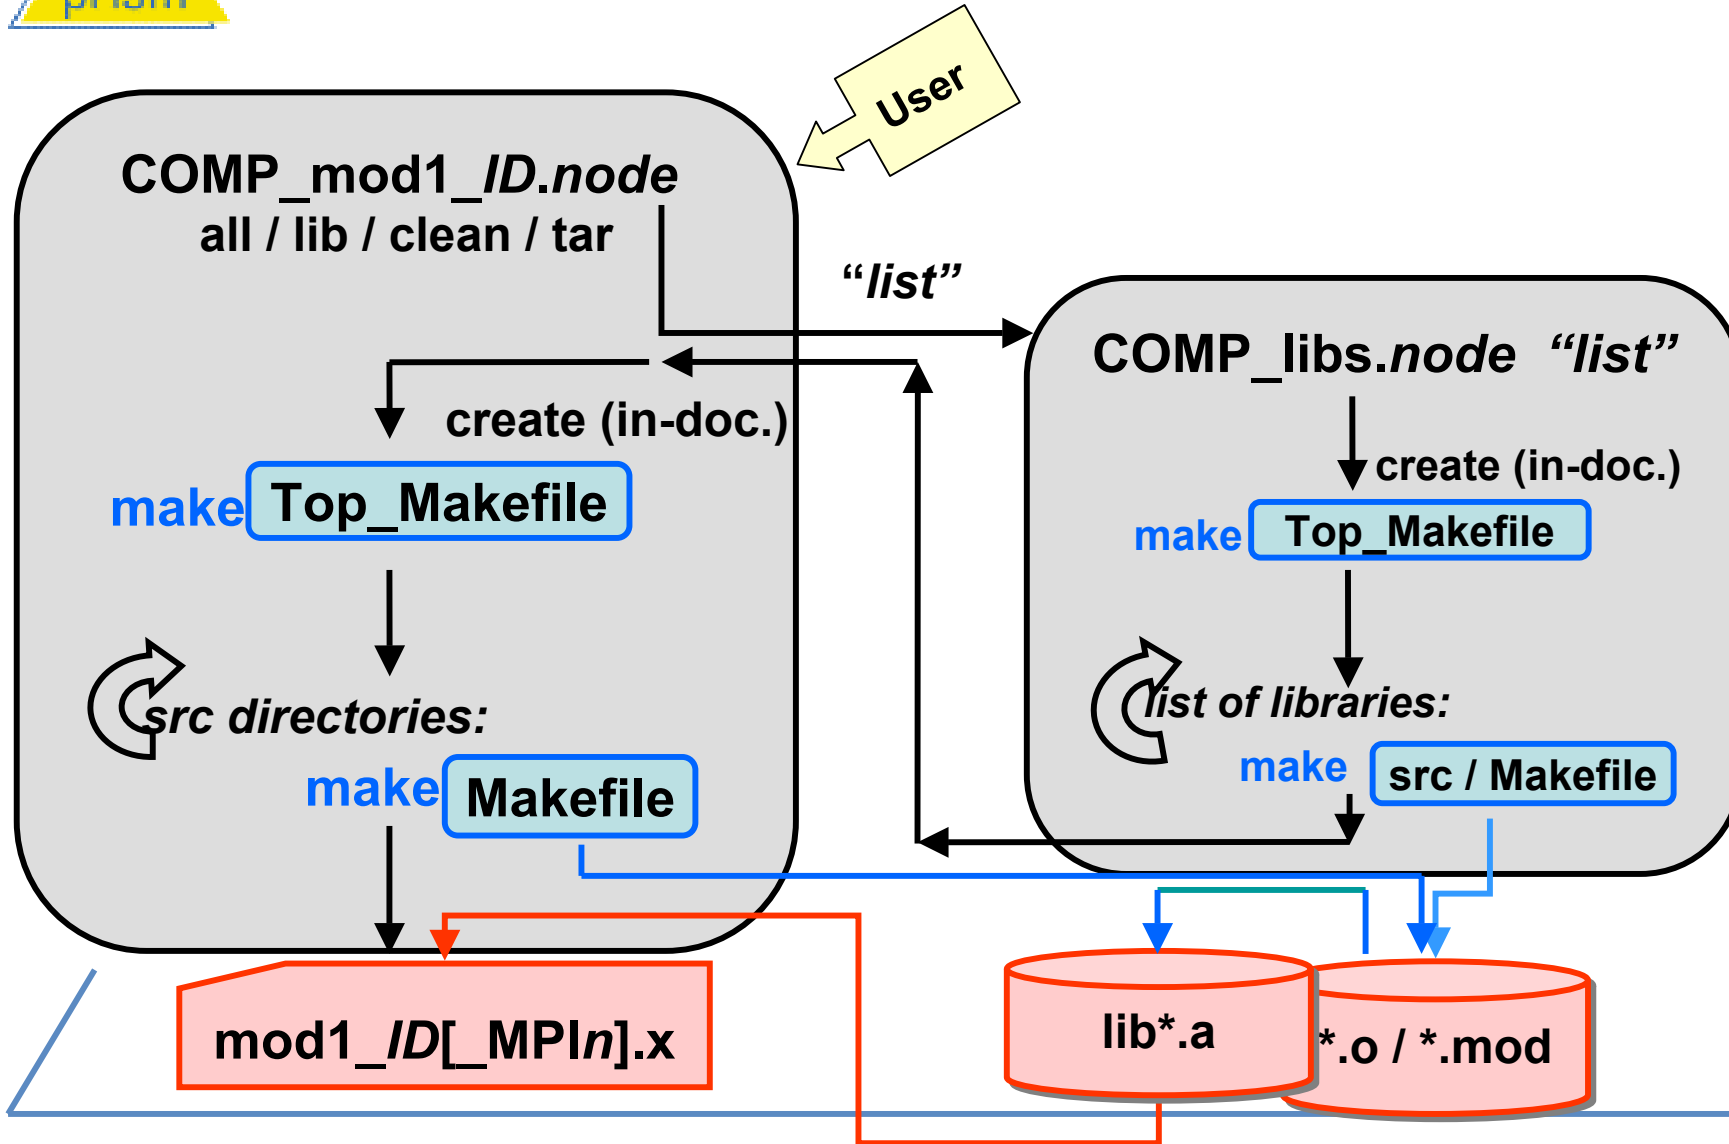 prism
User
COMP_mod1_ID.node
all / lib / clean / tar
“list”
COMP_libs.node “list”
create (in-doc.)
make Top_Makefile
create (in-doc.)
make Top_Makefile
src directories:
make Makefile
list of libraries:
make src / Makefile
mod1_ID[_MPIn].x
lib*.a
*.o / *.mod